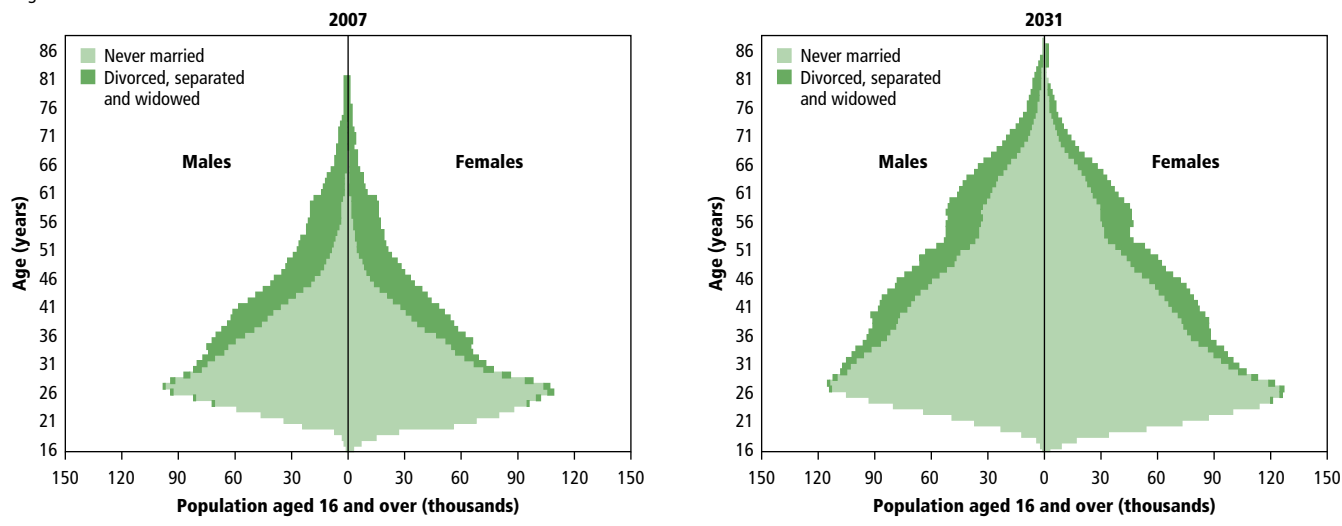 2007
86
81
76
71
66
61
56
51
46
41
36
31
26
21
16
Age (years)
Never married
Divorced, separated
and widowed
Males
Females
150 120 90 60 30 0 30 60 90 120 150
Population aged 16 and over (thousands)
2031
86
81
76
71
66
61
56
51
46
41
36
31
26
21
16
Age (years)
Never married
Divorced, separated
and widowed
Males
Females
150 120 90 60 30 0 30 60 90 120 150
Population aged 16 and over (thousands)